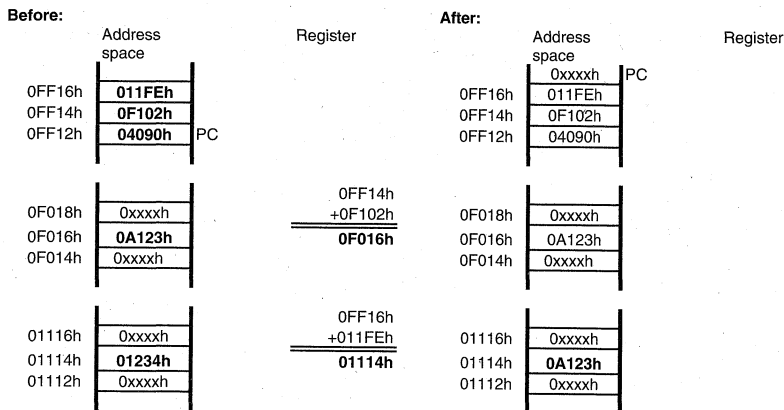 Before:
Address space
Register
0FF16h 011FEh
0FF14h 0F102h
0FF12h 04090h PC
0F018h 0xxxxh
0F016h 0A123h
0F014h 0xxxxh
0FF14h
+0F102h
0F016h
01116h 0xxxxh
01114h 01234h
01112h 0xxxxh
0FF16h
+011FEh
01114h
After:
Address space
Register
0xxxxh PC
0FF16h 011FEh
0FF14h 0F102h
0FF12h 04090h
0F018h 0xxxxh
0F016h 0A123h
0F014h 0xxxxh
01116h 0xxxxh
01114h 0A123h
01112h 0xxxxh